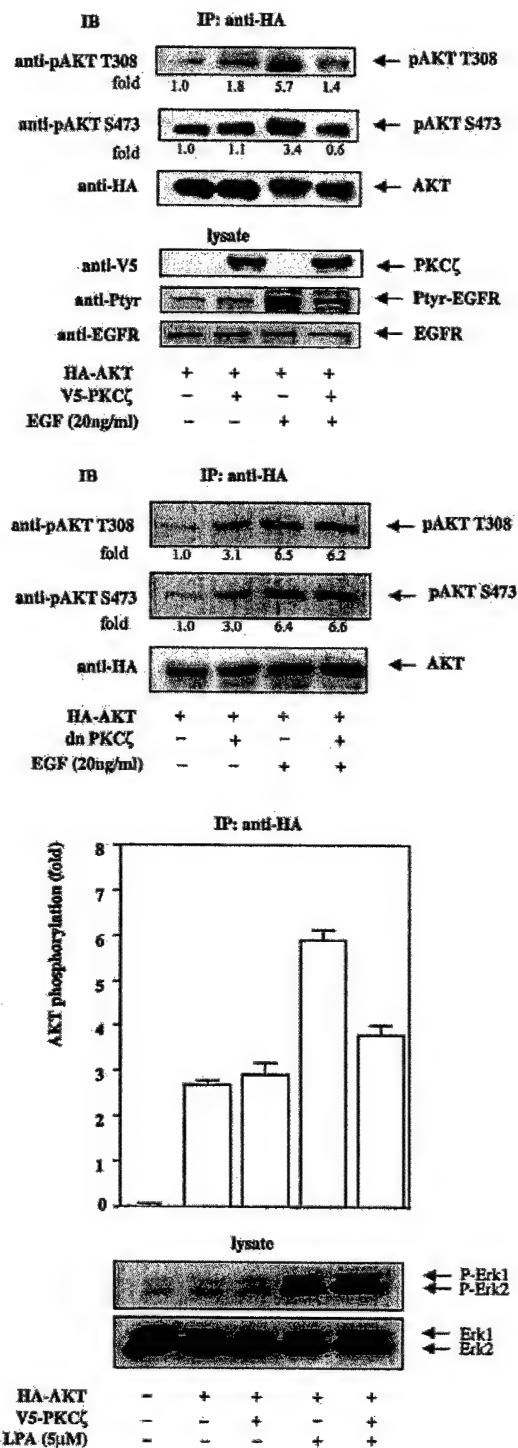 IB IP: anti-HA
anti-pAKT T308 pAKT T308
fold 1.0 1.8 5.7 1.4
anti-pAKT S473 pAKT S473
fold 1.0 1.1 3.4 0.6
anti-HA AKT
lysate
anti-V5 PKCζ
anti-Ptyr Ptyr-EGFR
anti-EGFR EGFR
HA-AKT + + + +
V5-PKCζ − + − +
EGF (20ng/ml) − − + +
IB IP: anti-HA
anti-pAKT T308 pAKT T308
fold 1.0 3.1 6.5 6.2
anti-pAKT S473 pAKT S473
fold 1.0 3.0 6.4 6.6
anti-HA AKT
HA-AKT + + + +
dn PKCζ − + − +
EGF (20ng/ml) − − + +
IP: anti-HA
AKT phosphorylation (fold)
8
7
6
5
4
3
2
1
0
lysate
P-Erk1
P-Erk2
Erk1
Erk2
HA-AKT − + + + +
V5-PKCζ − − + − +
LPA (5μM) − − − + +